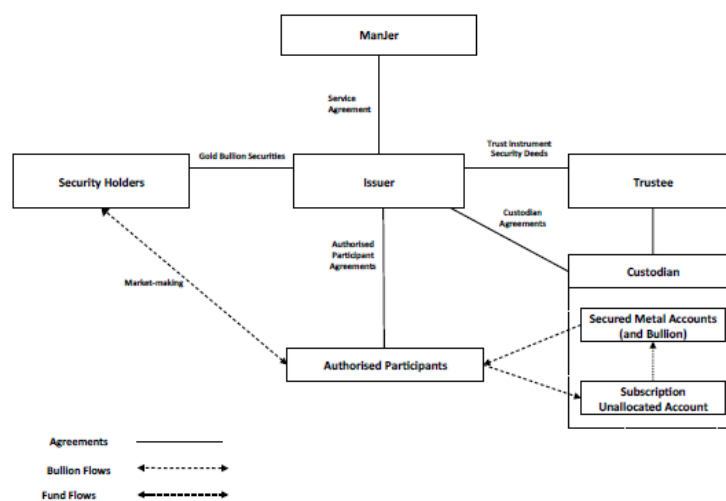 ManJer
Service
Agreement
Gold Bullion Securities
Trust Instrument
Security Deeds
Security Holders
Issuer
Trustee
Custodian
Agreements
Authorised
Participant
Agreements
Custodian
Market-making
Secured Metal Accounts
(and Bullion)
Authorised Participants
Subscription
Unallocated Account
Agreements
Bullion Flows
Fund Flows